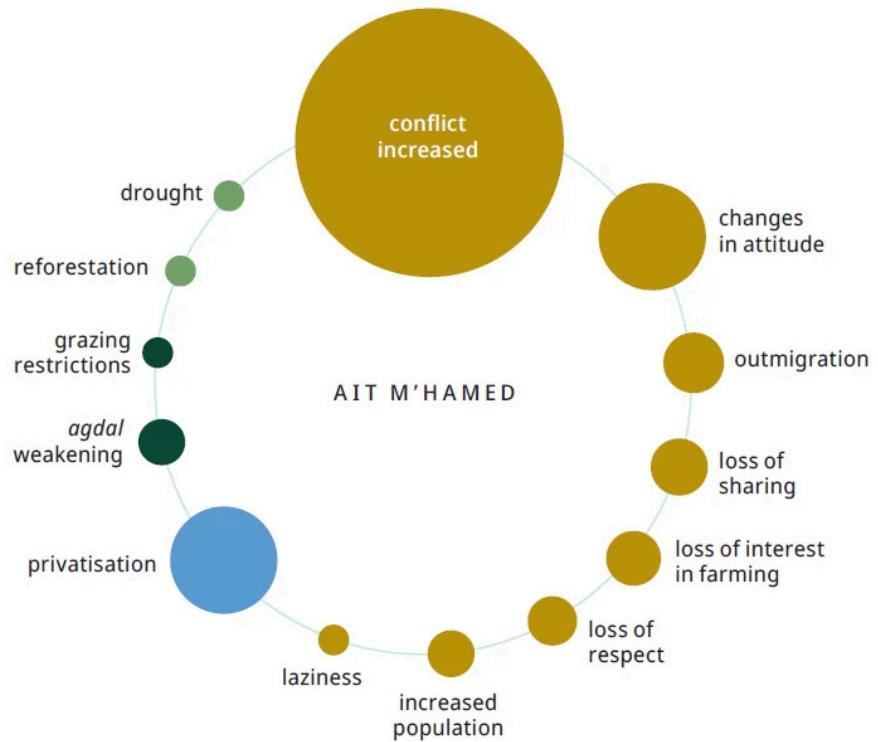 conflict
increased
changes
in attitude
outmigration
loss of
sharing
loss of interest
in farming
loss of
respect
increased
population
laziness
privatisation
agdal
weakening
grazing
restrictions
reforestation
drought
AIT M’HAMED